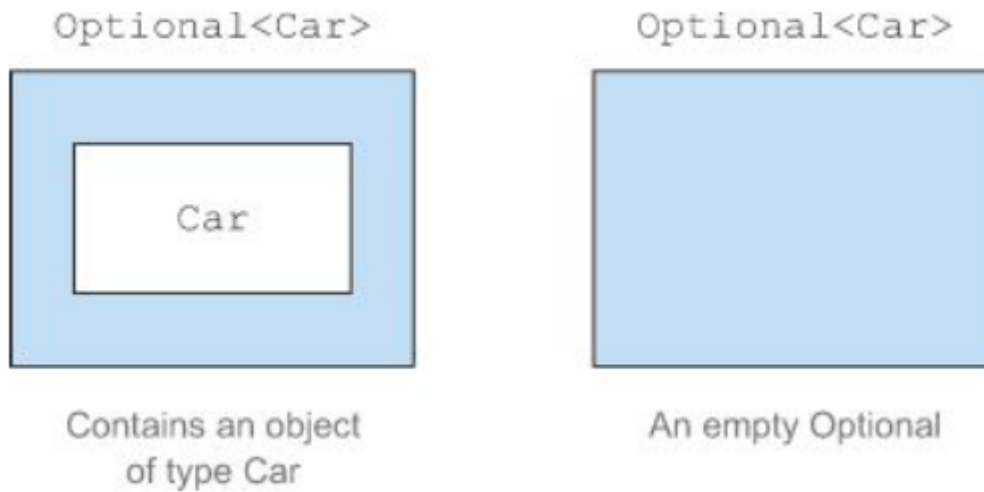 Optional<Car>
Optional<Car>
Car
Contains an object
of type Car
An empty Optional